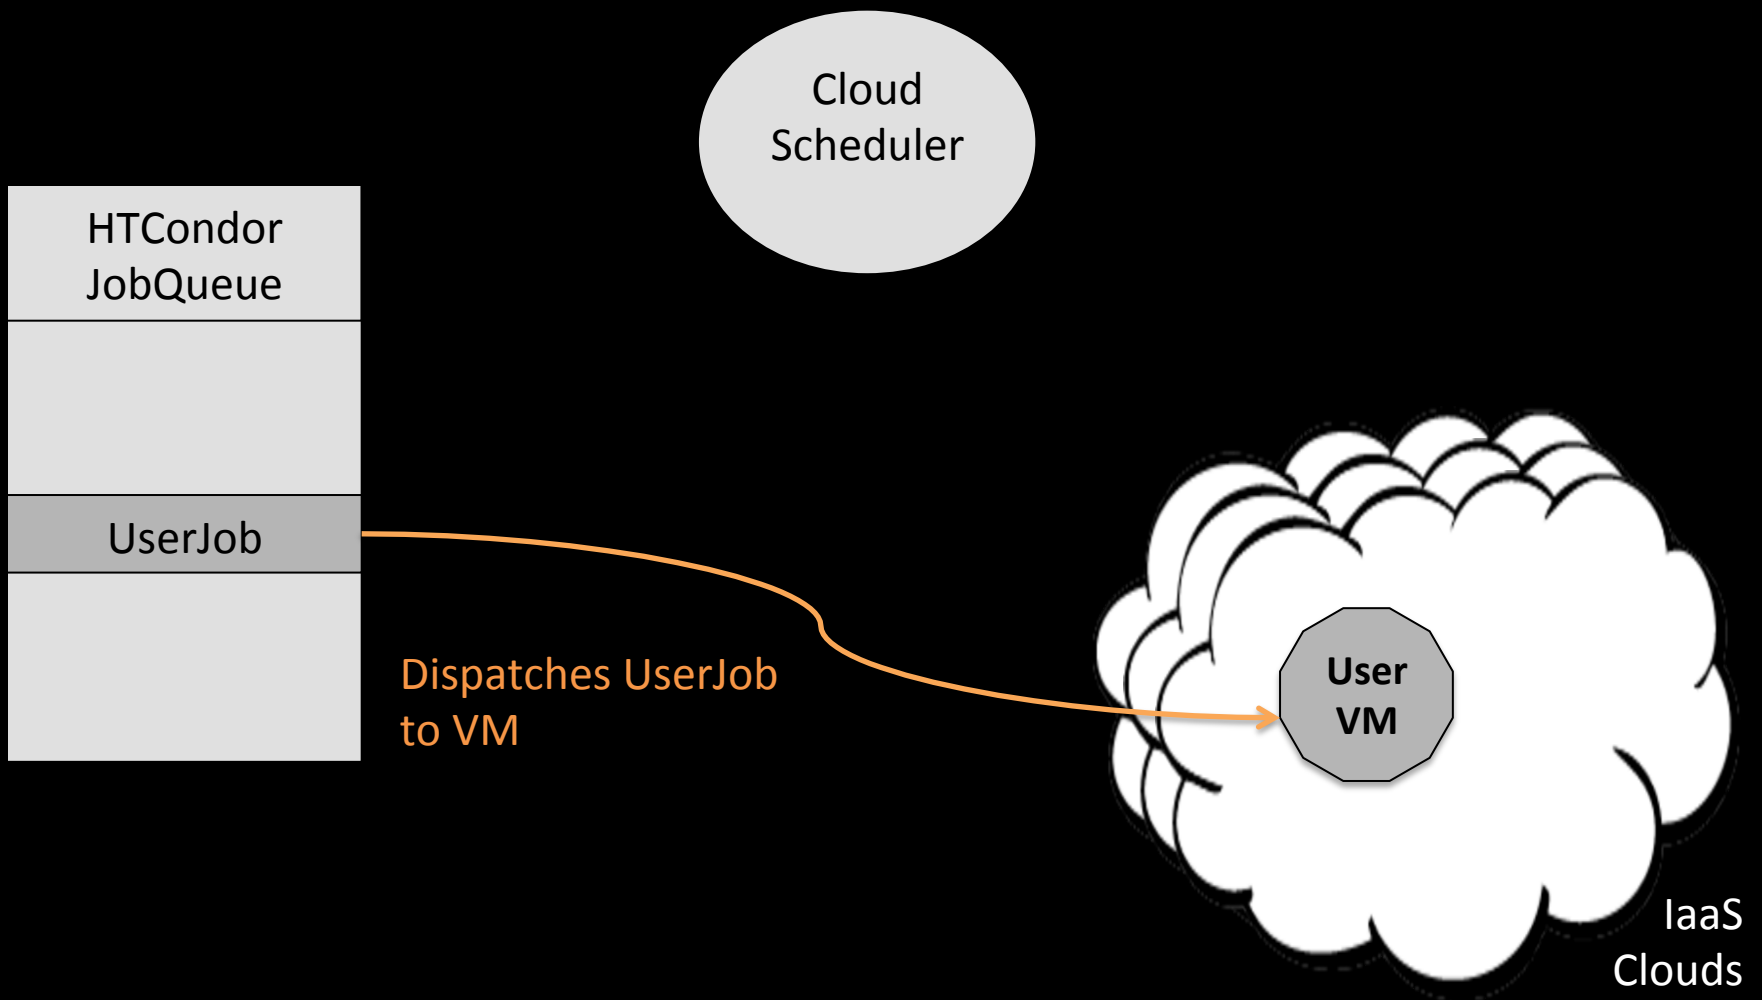 Cloud
Scheduler
HTCondor
JobQueue
UserJob
Dispatches UserJob
to VM
User
VM
IaaS
Clouds